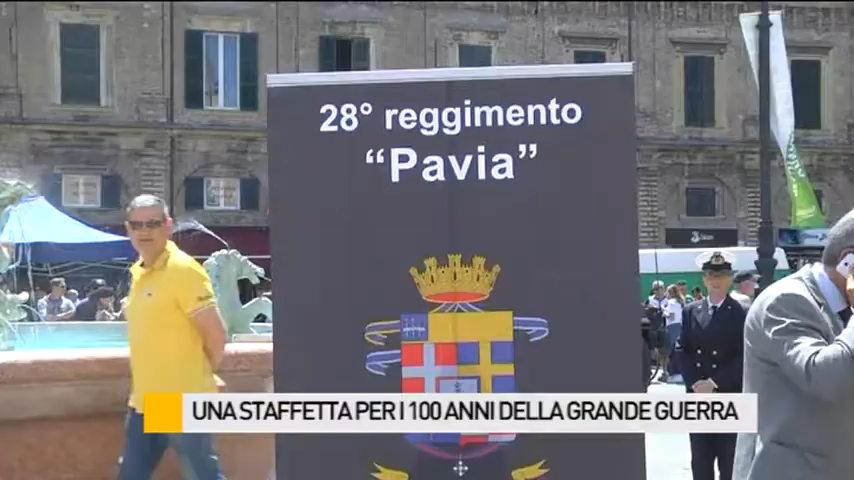 28° reggimento
“Pavia”
UNA STAFFETTA PER I 100 ANNI DELLA GRANDE GUERRA